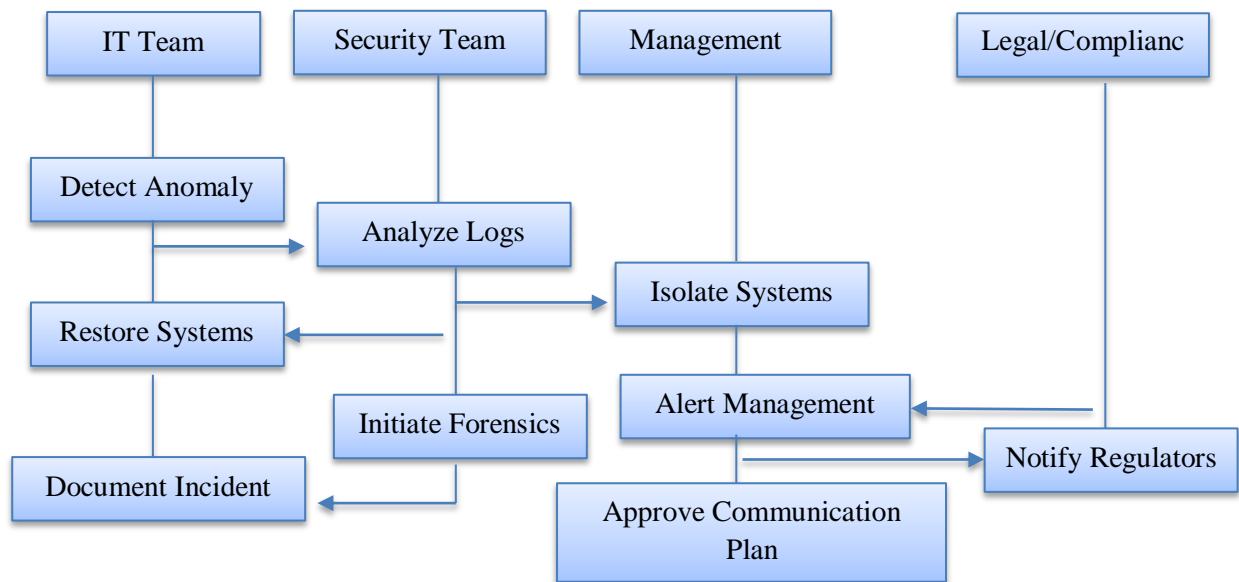 IT Team
Security Team
Management
Legal/Complianc
Detect Anomaly
Analyze Logs
Isolate Systems
Restore Systems
Alert Management
Initiate Forensics
Notify Regulators
Document Incident
Approve Communication
Plan